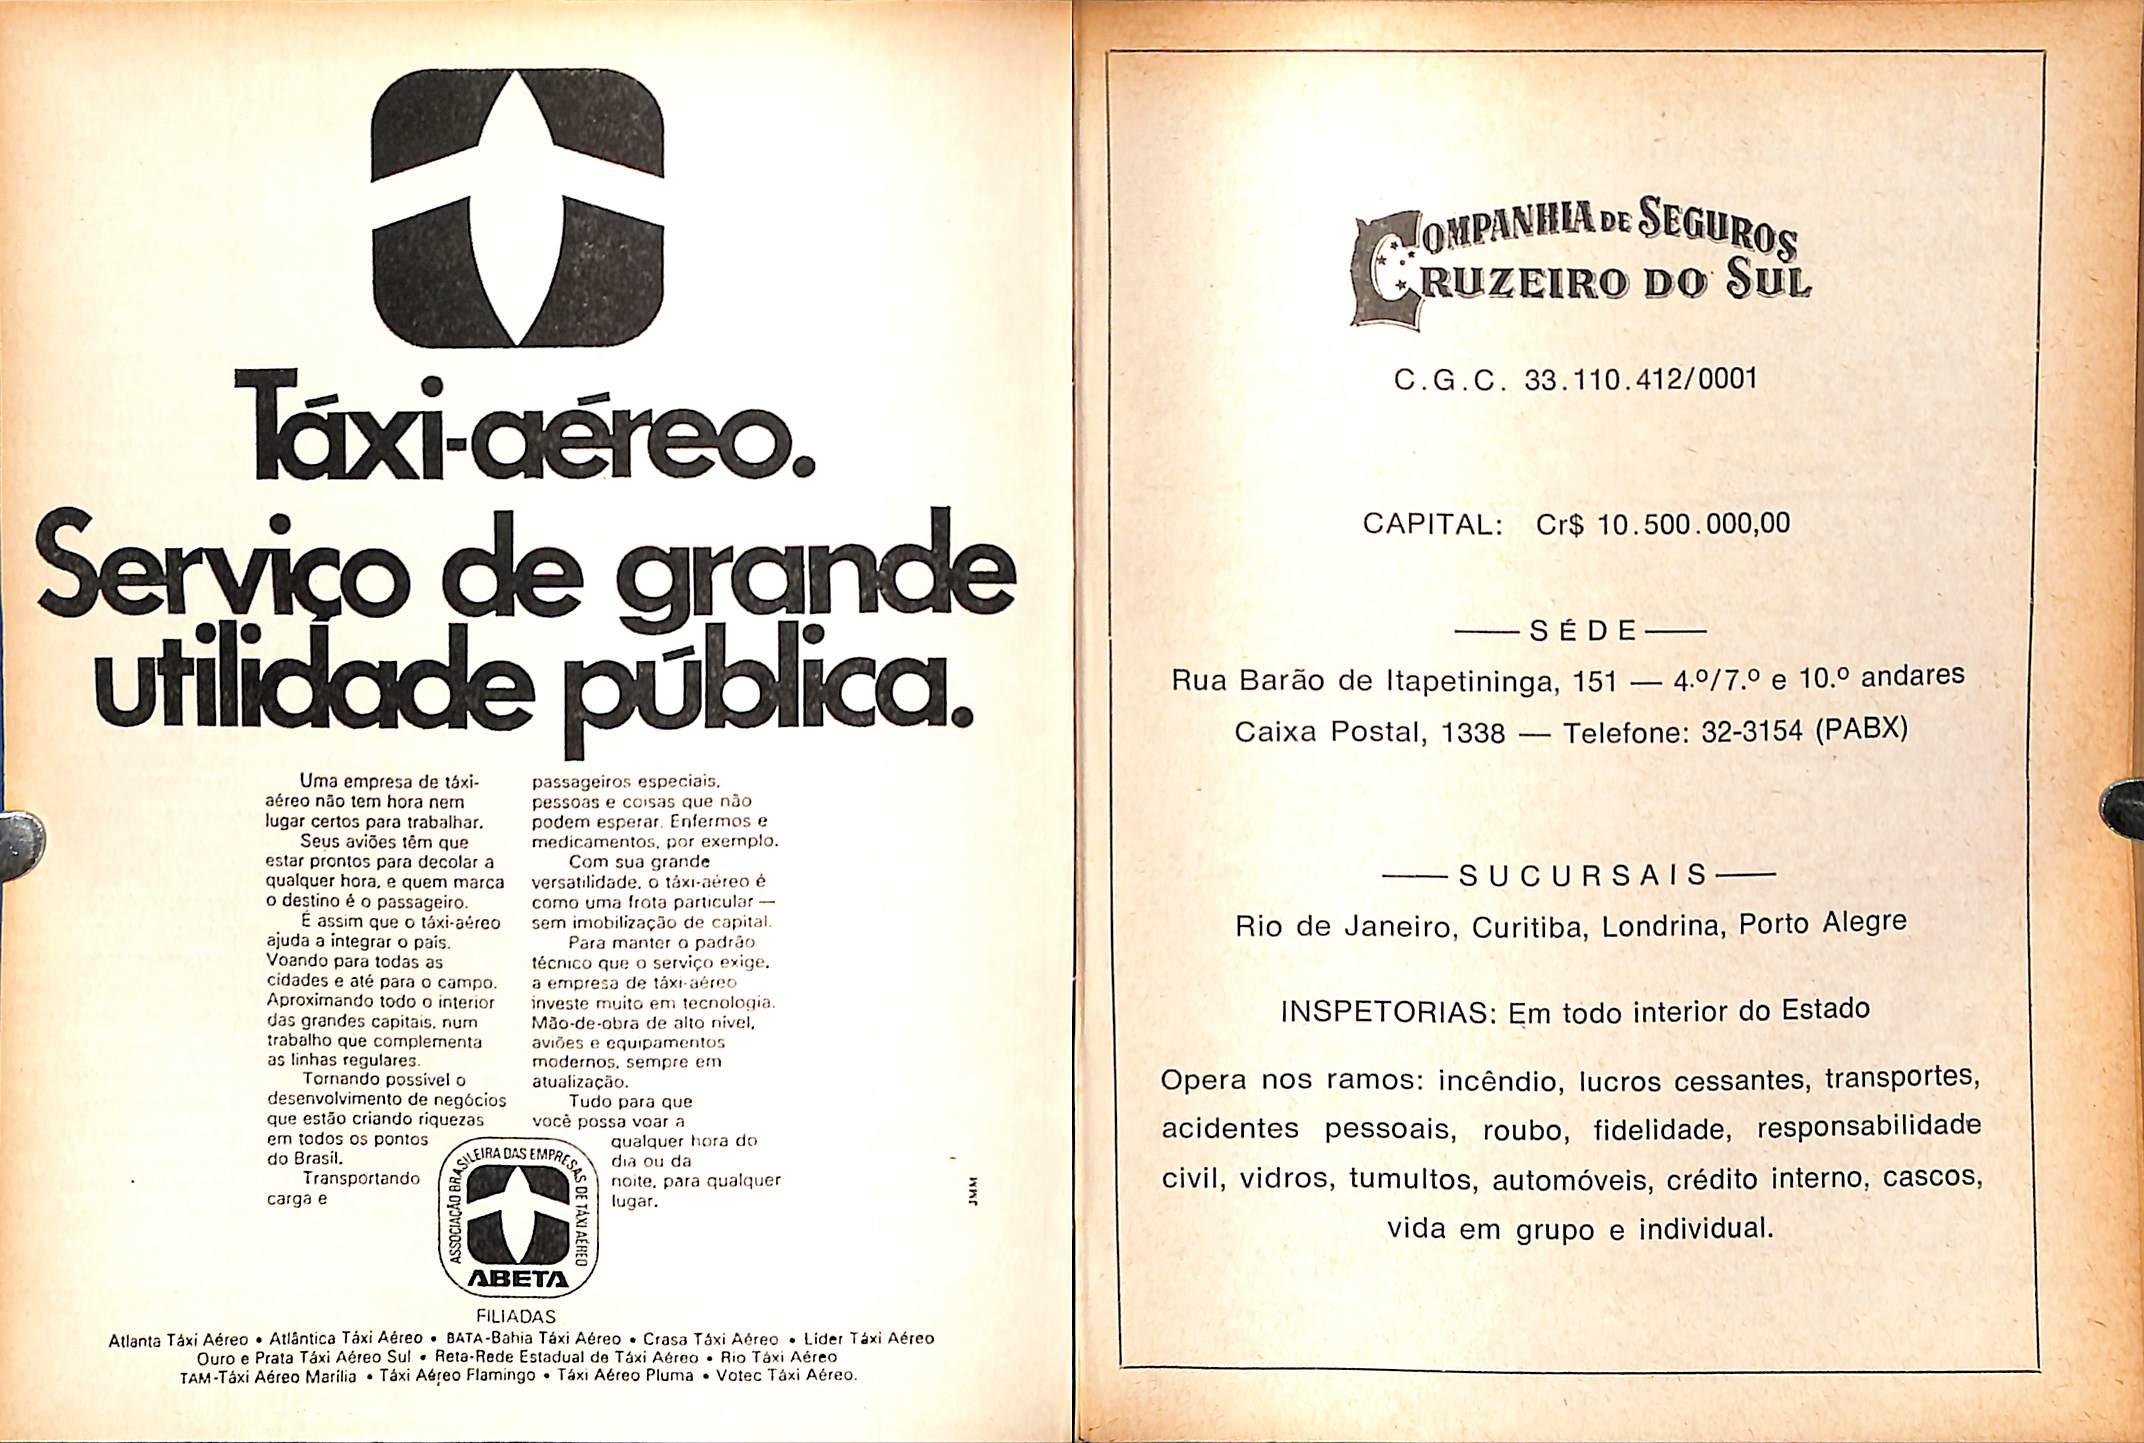 Táxi-aéreo.
Serviço de grande
utilidade pública.
Uma empresa de táxi-
aéreo não tem hora nem
lugar certos para trabalhar.
Seus aviões têm que
estar prontos para decolar a
qualquer hora, e quem marca
o destino é o passageiro.
É assim que o táxi-aéreo
ajuda a integrar o país.
Voando para todas as
cidades e até para o campo.
Aproximando todo o interior
das grandes capitais, num
trabalho que complementa
as linhas regulares.
Tornando possível o
desenvolvimento de negócios
que estão criando riquezas
em todos os pontos
do Brasil.
Transportando
carga e
passageiros especiais,
pessoas e coisas que não
podem esperar. Enfermos e
medicamentos, por exemplo.
Com sua grande
versatilidade, o táxi-aéreo é
como uma frota particular —
sem imobilização de capital.
Para manter o padrão
técnico que o serviço exige,
a empresa de táxi-aéreo
investe muito em tecnologia.
Mão-de-obra de alto nível,
aviões e equipamentos
modernos, sempre em
atualização.
Tudo para que
você possa voar a
qualquer hora do
dia ou da
noite, para qualquer
lugar.
JMM
ASSOCIAÇÃO BRASILEIRA DAS EMPRESAS DE TÁXI AÉREO
ABETA
FILIADAS
Atlanta Táxi Aéreo • Atlântica Táxi Aéreo • BATA-Bahia Táxi Aéreo • Crasa Táxi Aéreo • Lider Táxi Aéreo
Ouro e Prata Táxi Aéreo Sul • Reta-Rede Estadual de Táxi Aéreo • Rio Táxi Aéreo
TAM-Táxi Aéreo Marília • Táxi Aéreo Flamingo • Táxi Aéreo Pluma • Votec Táxi Aéreo.
COMPANHIA DE SEGUROS
CRUZEIRO DO SUL
C.G.C. 33.110.412/0001
CAPITAL: Cr$ 10.500.000,00
— SÉDE —
Rua Barão de Itapetininga, 151 — 4.º/7.º e 10.º andares
Caixa Postal, 1338 — Telefone: 32-3154 (PABX)
— SUCURSAIS —
Rio de Janeiro, Curitiba, Londrina, Porto Alegre
INSPETORIAS: Em todo interior do Estado
Opera nos ramos: incêndio, lucros cessantes, transportes,
acidentes pessoais, roubo, fidelidade, responsabilidade
civil, vidros, tumultos, automóveis, crédito interno, cascos,
vida em grupo e individual.